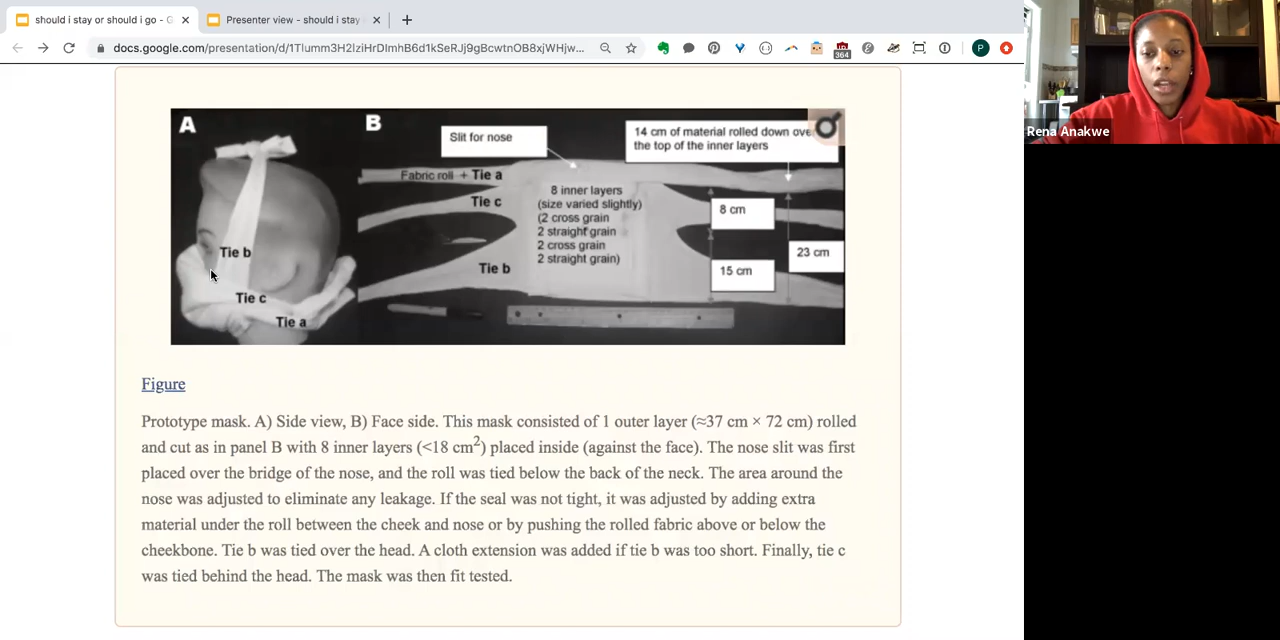 should i stay or should i go - G
Presenter view - should i stay
docs.google.com/presentation/d/1Tlumm3H2lziHrDlmhB6d1kSeRJj9gBcwtnOB8xjWHjw...
364
P
Rena Anakwe
A
B
Slit for nose
14 cm of material rolled down ove
the top of the inner layers
Fabric roll + Tie a
Tie c
8 inner layers
(size varied slightly)
(2 cross grain
2 straight grain
2 cross grain
2 straight grain)
8 cm
Tie b
Tie b
23 cm
15 cm
Tie c
Tie a
Figure
Prototype mask. A) Side view, B) Face side. This mask consisted of 1 outer layer (≈37 cm × 72 cm) rolled
and cut as in panel B with 8 inner layers (<18 cm²) placed inside (against the face). The nose slit was first
placed over the bridge of the nose, and the roll was tied below the back of the neck. The area around the
nose was adjusted to eliminate any leakage. If the seal was not tight, it was adjusted by adding extra
material under the roll between the cheek and nose or by pushing the rolled fabric above or below the
cheekbone. Tie b was tied over the head. A cloth extension was added if tie b was too short. Finally, tie c
was tied behind the head. The mask was then fit tested.